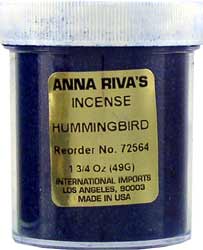 ANNA RIVA'S
INCENSE
HUMMINGBIRD
Reorder No. 72564
1 3/4 Oz (49G)
INTERNATIONAL IMPORTS
LOS ANGELES, 90003
MADE IN USA